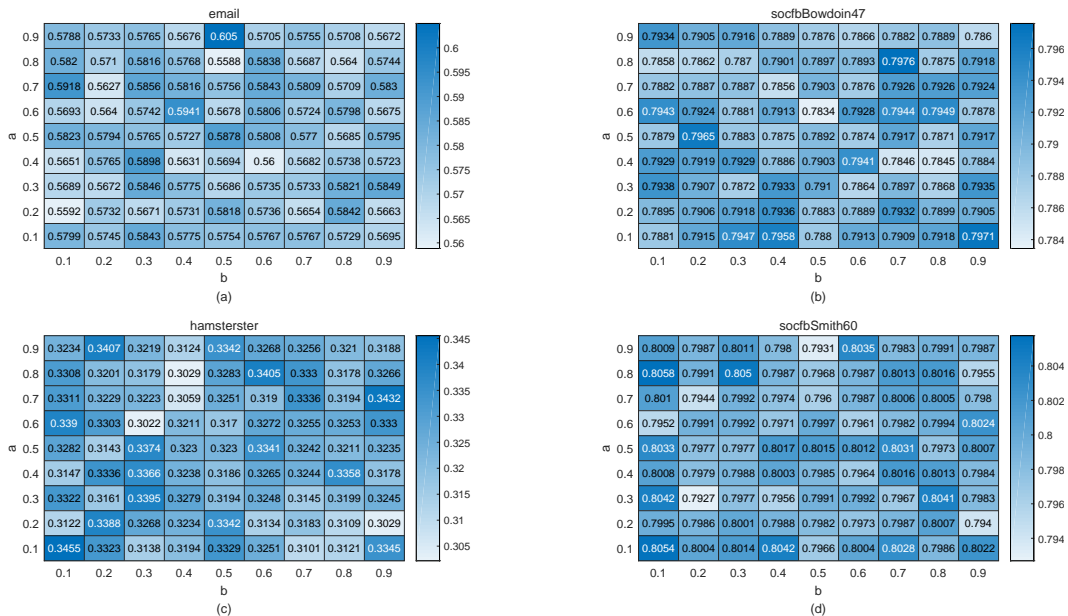 email
0.9 0.5788 0.5733 0.5765 0.5676 0.605 0.5705 0.5755 0.5708 0.5672
0.8 0.582 0.571 0.5816 0.5768 0.5588 0.5838 0.5687 0.564 0.5744
0.7 0.5918 0.5627 0.5856 0.5816 0.5756 0.5843 0.5809 0.5709 0.583
0.6 0.5693 0.564 0.5742 0.5941 0.5678 0.5806 0.5724 0.5798 0.5675
a
0.5 0.5823 0.5794 0.5765 0.5727 0.5878 0.5808 0.577 0.5685 0.5795
0.4 0.5651 0.5765 0.5898 0.5631 0.5694 0.56 0.5682 0.5738 0.5723
0.3 0.5689 0.5672 0.5846 0.5775 0.5686 0.5735 0.5733 0.5821 0.5849
0.2 0.5592 0.5732 0.5671 0.5731 0.5818 0.5736 0.5654 0.5842 0.5663
0.1 0.5799 0.5745 0.5843 0.5775 0.5754 0.5767 0.5767 0.5729 0.5695
0.1 0.2 0.3 0.4 0.5 0.6 0.7 0.8 0.9
b
(a)
0.6
0.595
0.59
0.585
0.58
0.575
0.57
0.565
0.56
socfbBowdoin47
0.9 0.7934 0.7905 0.7916 0.7889 0.7876 0.7866 0.7882 0.7889 0.786
0.8 0.7858 0.7862 0.787 0.7901 0.7897 0.7893 0.7976 0.7875 0.7918
0.7 0.7882 0.7887 0.7887 0.7856 0.7903 0.7876 0.7926 0.7926 0.7924
0.6 0.7943 0.7924 0.7881 0.7913 0.7834 0.7928 0.7944 0.7949 0.7878
a
0.5 0.7879 0.7965 0.7883 0.7875 0.7892 0.7874 0.7917 0.7871 0.7917
0.4 0.7929 0.7919 0.7929 0.7886 0.7903 0.7941 0.7846 0.7845 0.7884
0.3 0.7938 0.7907 0.7872 0.7933 0.791 0.7864 0.7897 0.7868 0.7935
0.2 0.7895 0.7906 0.7918 0.7936 0.7883 0.7889 0.7932 0.7899 0.7905
0.1 0.7881 0.7915 0.7947 0.7958 0.788 0.7913 0.7909 0.7918 0.7971
0.1 0.2 0.3 0.4 0.5 0.6 0.7 0.8 0.9
b
(b)
0.796
0.794
0.792
0.79
0.788
0.786
0.784
hamsterster
0.9 0.3234 0.3407 0.3219 0.3124 0.3342 0.3268 0.3256 0.321 0.3188
0.8 0.3308 0.3201 0.3179 0.3029 0.3283 0.3405 0.333 0.3178 0.3266
0.7 0.3311 0.3229 0.3223 0.3059 0.3251 0.319 0.3336 0.3194 0.3432
0.6 0.339 0.3303 0.3022 0.3211 0.317 0.3272 0.3255 0.3253 0.333
a
0.5 0.3282 0.3143 0.3374 0.323 0.323 0.3341 0.3242 0.3211 0.3235
0.4 0.3147 0.3336 0.3366 0.3238 0.3186 0.3265 0.3244 0.3358 0.3178
0.3 0.3322 0.3161 0.3395 0.3279 0.3194 0.3248 0.3145 0.3199 0.3245
0.2 0.3122 0.3388 0.3268 0.3234 0.3342 0.3134 0.3183 0.3109 0.3029
0.1 0.3455 0.3323 0.3138 0.3194 0.3329 0.3251 0.3101 0.3121 0.3345
0.1 0.2 0.3 0.4 0.5 0.6 0.7 0.8 0.9
b
(c)
0.345
0.34
0.335
0.33
0.325
0.32
0.315
0.31
0.305
socfbSmith60
0.9 0.8009 0.7987 0.8011 0.798 0.7931 0.8035 0.7983 0.7991 0.7987
0.8 0.8058 0.7991 0.805 0.7987 0.7968 0.7987 0.8013 0.8016 0.7955
0.7 0.801 0.7944 0.7992 0.7974 0.796 0.7987 0.8006 0.8005 0.798
0.6 0.7952 0.7991 0.7992 0.7971 0.7997 0.7961 0.7982 0.7994 0.8024
a
0.5 0.8033 0.7977 0.7977 0.8017 0.8015 0.8012 0.8031 0.7973 0.8007
0.4 0.8008 0.7979 0.7988 0.8003 0.7985 0.7964 0.8016 0.8013 0.7984
0.3 0.8042 0.7927 0.7977 0.7956 0.7991 0.7992 0.7967 0.8041 0.7983
0.2 0.7995 0.7986 0.8001 0.7988 0.7982 0.7973 0.7987 0.8007 0.794
0.1 0.8054 0.8004 0.8014 0.8042 0.7966 0.8004 0.8028 0.7986 0.8022
0.1 0.2 0.3 0.4 0.5 0.6 0.7 0.8 0.9
b
(d)
0.804
0.802
0.8
0.798
0.796
0.794